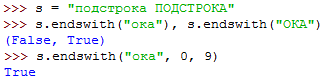 >>> s = "подстрока ПОДСТРОКА"
>>> s.endswith("ока"), s.endswith("ОКА")
(False, True)
>>> s.endswith("ока", 0, 9)
True